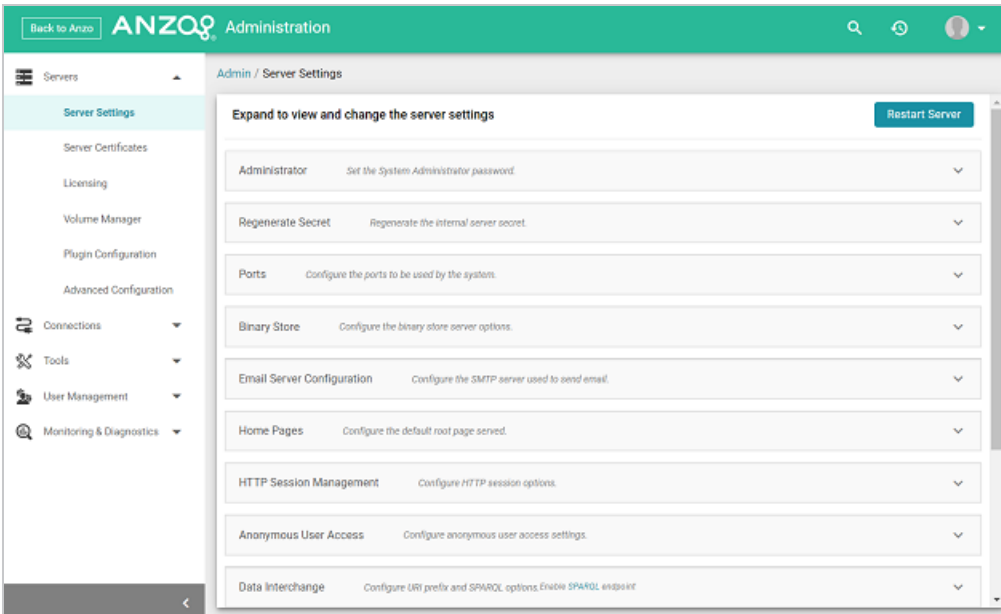 Back to Anzo ANZO® Administration
Servers
Server Settings
Server Certificates
Licensing
Volume Manager
Plugin Configuration
Advanced Configuration
Connections
Tools
User Management
Monitoring & Diagnostics
Admin / Server Settings
Expand to view and change the server settings Restart Server
Administrator Set the System Administrator password.
Regenerate Secret Regenerate the internal server secret.
Ports Configure the ports to be used by the system.
Binary Store Configure the binary store server options.
Email Server Configuration Configure the SMTP server used to send email.
Home Pages Configure the default root page served.
HTTP Session Management Configure HTTP session options.
Anonymous User Access Configure anonymous user access settings.
Data Interchange Configure URI prefix and SPARQL options.Enable SPARQL endpoint